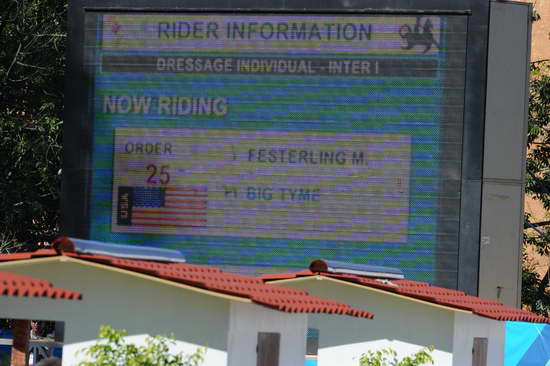 RIDER INFORMATION
DRESSAGE INDIVIDUAL - INTER I
NOW RIDING
ORDER
25
FESTERLING M.
USA
BIG TYME